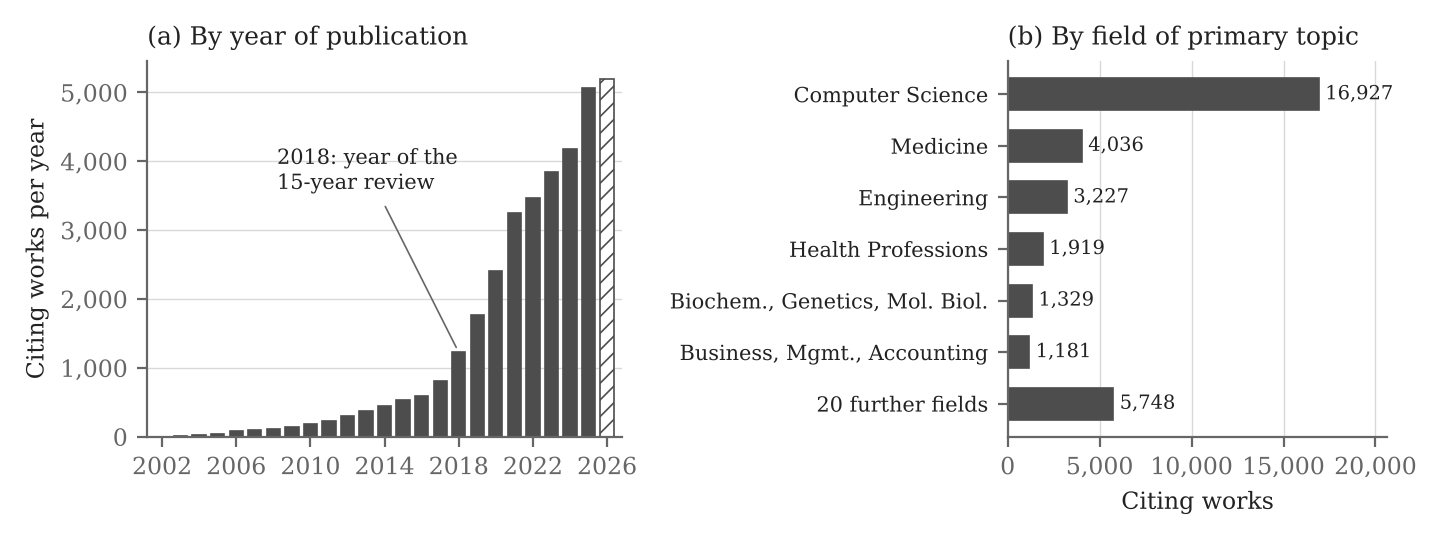 (a) By year of publication
Citing works per year
5,000
4,000
3,000
2,000
1,000
0
2018: year of the
15-year review
2002 2006 2010 2014 2018 2022 2026
(b) By field of primary topic
Computer Science 16,927
Medicine 4,036
Engineering 3,227
Health Professions 1,919
Biochem., Genetics, Mol. Biol. 1,329
Business, Mgmt., Accounting 1,181
20 further fields 5,748
0 5,000 10,000 15,000 20,000
Citing works